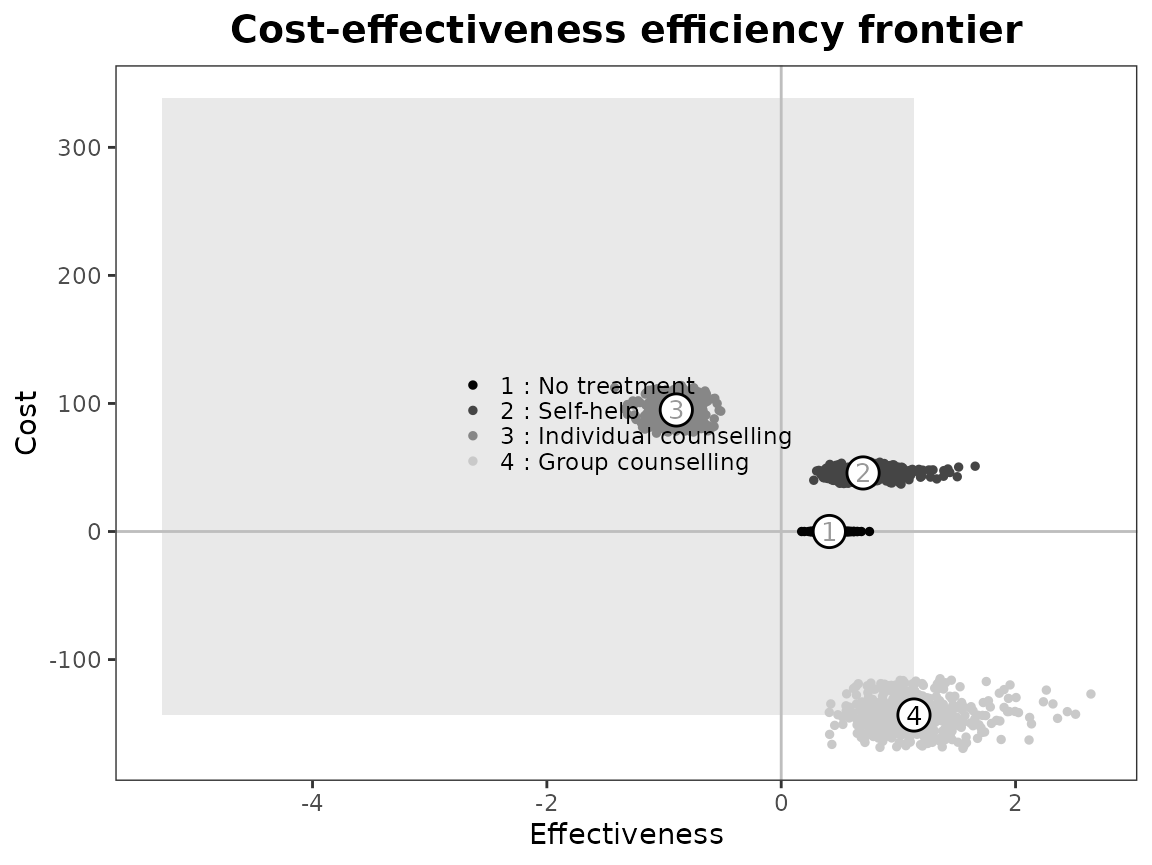 Cost-effectiveness efficiency frontier
300
200
100
0
-100
Cost
1 : No treatment
2 : Self-help
3 : Individual counselling
4 : Group counselling
3
2
1
4
-4
-2
0
2
Effectiveness